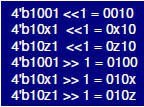 4'b1001 <<1 = 0010
4'b10x1 <<1 = 0x10
4'b10z1 <<1 = 0z10
4'b1001 >> 1 = 0100
4'b10x1 >> 1 = 010x
4'b10z1 >> 1 = 010z